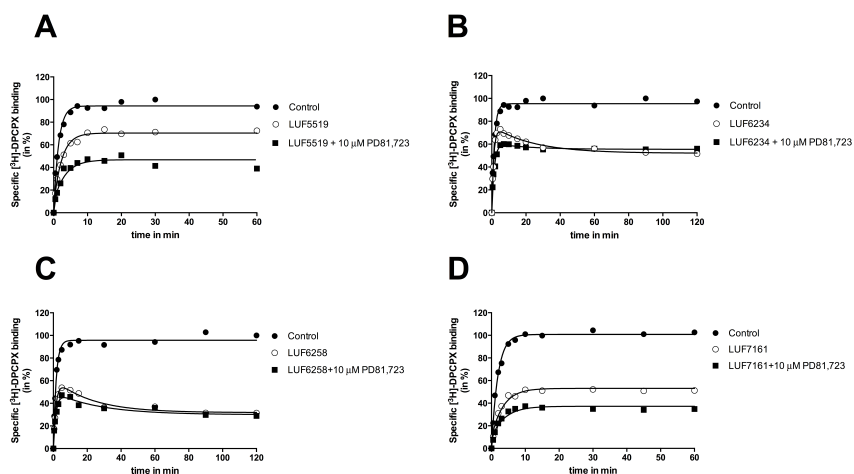 A
Specific [³H]-DPCPX binding
(in %)
120
100
80
60
40
20
0
0 10 20 30 40 50 60
time in min
Control
LUF5519
LUF5519 + 10 µM PD81,723
B
Specific [³H]-DPCPX binding
(in %)
120
100
80
60
40
20
0
0 20 40 60 80 100 120
time in min
Control
LUF6234
LUF6234 + 10 µM PD81,723
C
Specific [³H]-DPCPX binding
(in %)
120
100
80
60
40
20
0
0 20 40 60 80 100 120
time in min
Control
LUF6258
LUF6258+10 µM PD81,723
D
Specific [³H]-DPCPX binding
(in %)
120
100
80
60
40
20
0
0 10 20 30 40 50 60
time in min
Control
LUF7161
LUF7161+10 µM PD81,723